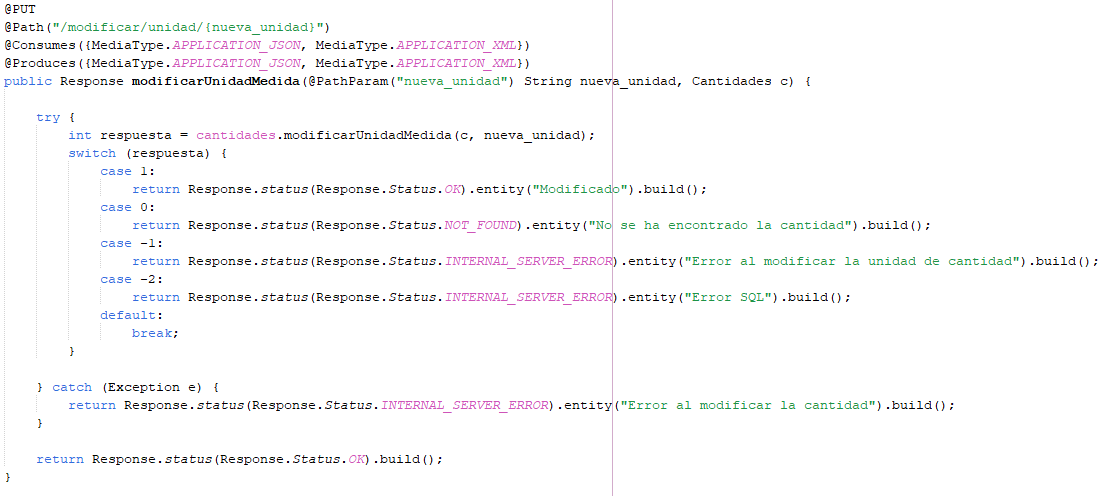 @PUT
@Path("/modificar/unidad/{nueva_unidad}")
@Consumes({MediaType.APPLICATION_JSON, MediaType.APPLICATION_XML})
@Produces({MediaType.APPLICATION_JSON, MediaType.APPLICATION_XML})
public Response modificarUnidadMedida(@PathParam("nueva_unidad") String nueva_unidad, Cantidades c) {
try {
int respuesta = cantidades.modificarUnidadMedida(c, nueva_unidad);
switch (respuesta) {
case 1:
return Response.status(Response.Status.OK).entity("Modificado").build();
case 0:
return Response.status(Response.Status.NOT_FOUND).entity("No se ha encontrado la cantidad").build();
case -1:
return Response.status(Response.Status.INTERNAL_SERVER_ERROR).entity("Error al modificar la unidad de cantidad").build();
case -2:
return Response.status(Response.Status.INTERNAL_SERVER_ERROR).entity("Error SQL").build();
default:
break;
}
} catch (Exception e) {
return Response.status(Response.Status.INTERNAL_SERVER_ERROR).entity("Error al modificar la cantidad").build();
}
return Response.status(Response.Status.OK).build();
}